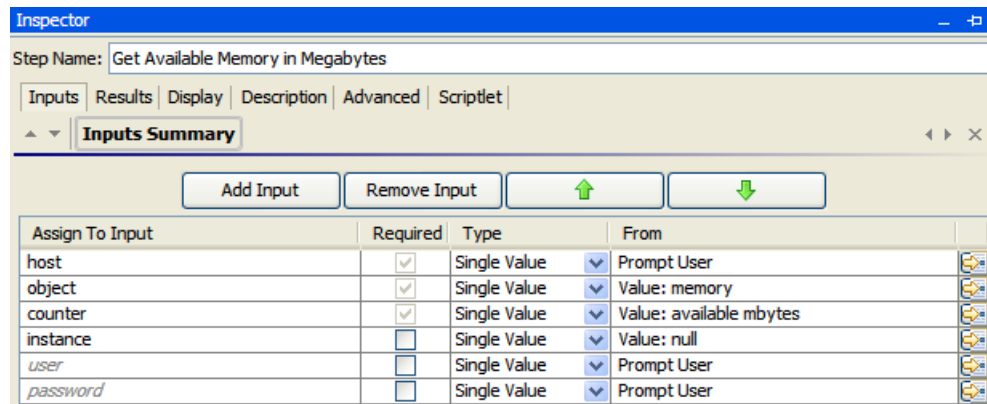 Inspector
Step Name: Get Available Memory in Megabytes
Inputs Results Display Description Advanced Scriptlet
Inputs Summary
Add Input Remove Input
Assign To Input Required Type From
host Single Value Prompt User
object Single Value Value: memory
counter Single Value Value: available mbytes
instance Single Value Value: null
user Single Value Prompt User
password Single Value Prompt User